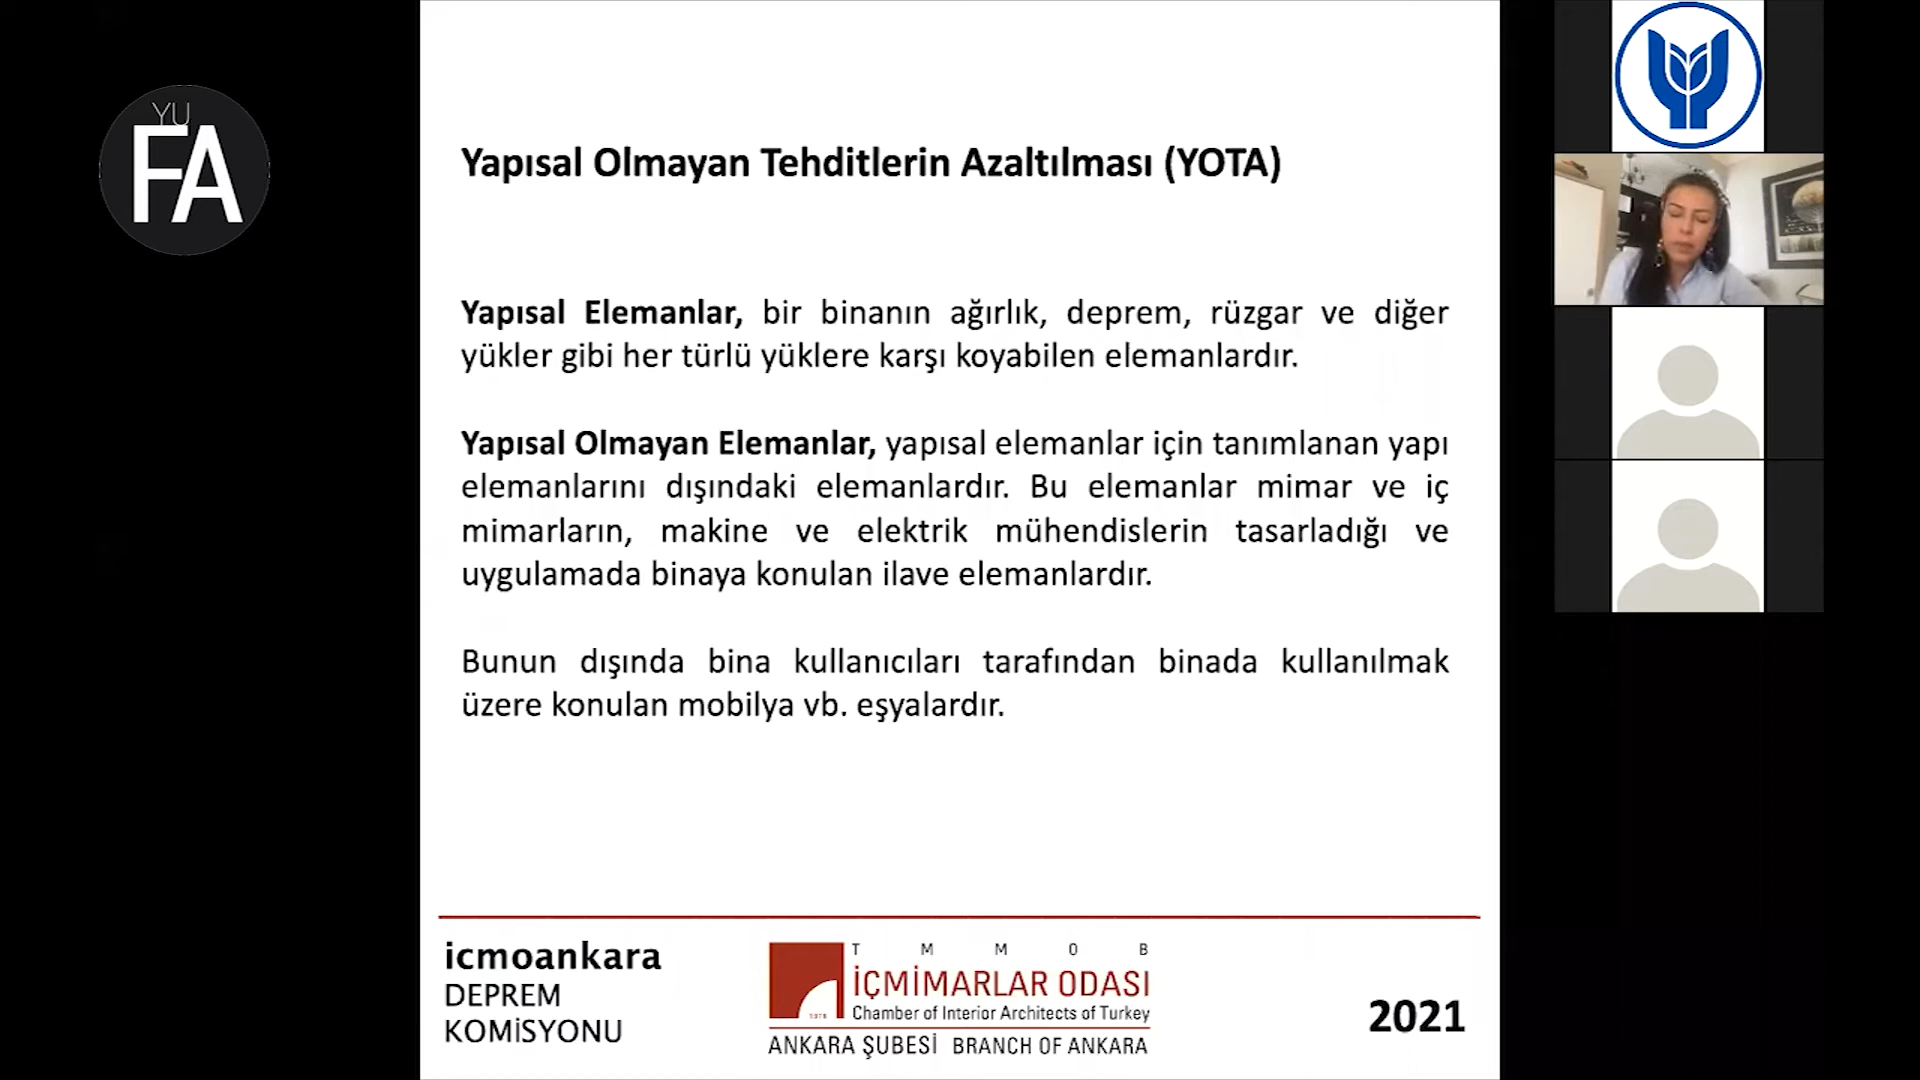 YU
FA
Yapısal Olmayan Tehditlerin Azaltılması (YOTA)
Yapısal Elemanlar, bir binanın ağırlık, deprem, rüzgar ve diğer
yükler gibi her türlü yüklere karşı koyabilen elemanlardır.
Yapısal Olmayan Elemanlar, yapısal elemanlar için tanımlanan yapı
elemanlarını dışındaki elemanlardır. Bu elemanlar mimar ve iç
mimarların, makine ve elektrik mühendislerin tasarladığı ve
uygulamada binaya konulan ilave elemanlardır.
Bunun dışında bina kullanıcıları tarafından binada kullanılmak
üzere konulan mobilya vb. eşyalardır.
icmoankara
DEPREM
KOMİSYONU
T M M O B
İÇMİMARLAR ODASI
1976
Chamber of Interior Architects of Turkey
ANKARA ŞUBESİ BRANCH OF ANKARA
2021